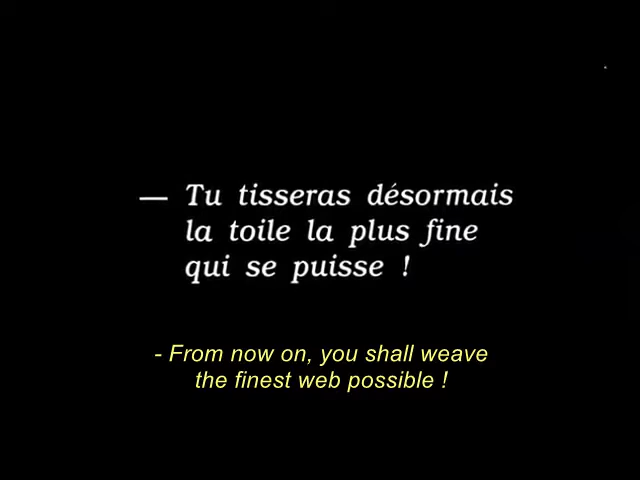 — Tu tisseras désormais
la toile la plus fine
qui se puisse !
- From now on, you shall weave
the finest web possible !